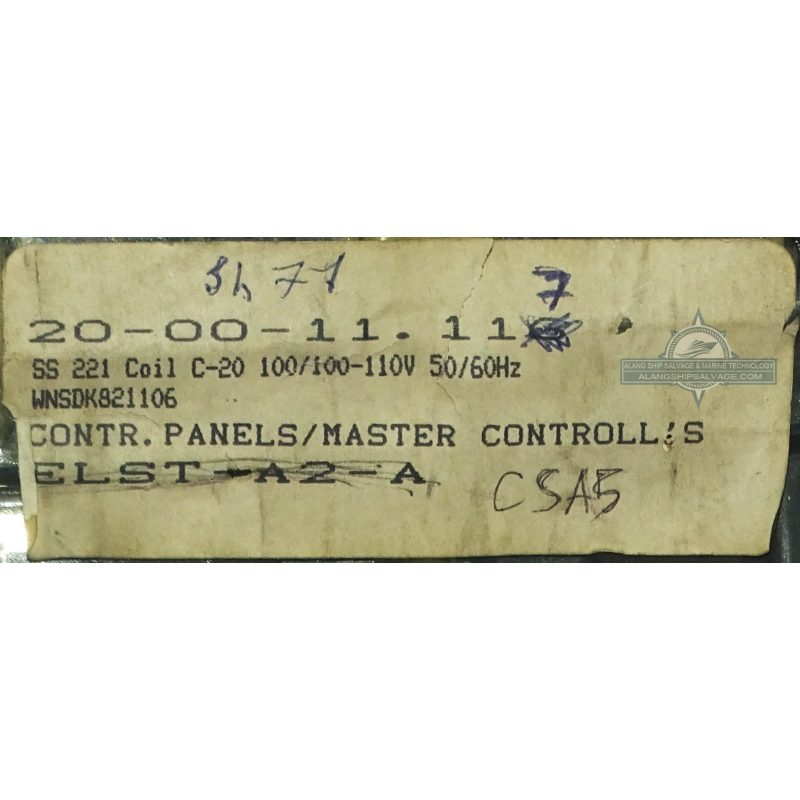 Sh 71
7
20-00-11.11
SS 221 Coil C-20 100/100-110V 50/60Hz
WNSDK821106
CONTR. PANELS/MASTER CONTROLL;S
ELST-A2-A
CSA5
ALANG SHIP SALVAGE & MARINE TECHNOLOGY
ALANGSHIPSALVAGE.COM